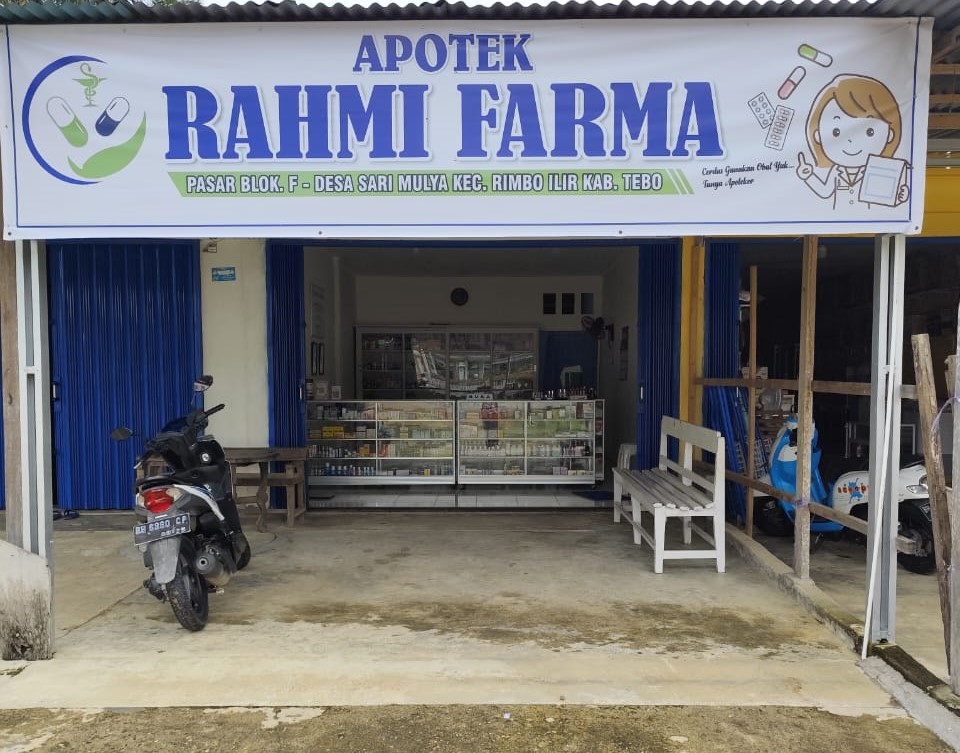 APOTEK
RAHMI FARMA
PASAR BLOK. F - DESA SARI MULYA KEC. RIMBO ILIR KAB. TEBO
Cerdas Gunakan Obat Yuk...
Tanya Apoteker